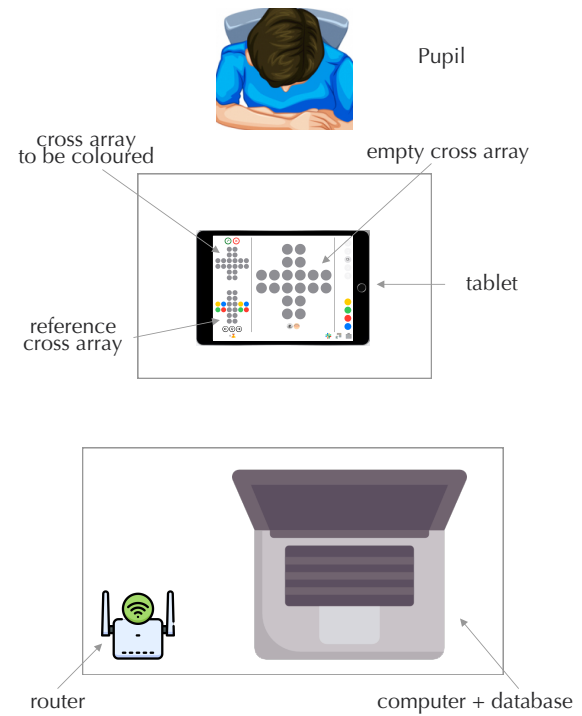 Pupil
cross array
to be coloured
empty cross array
tablet
reference
cross array
router
computer + database